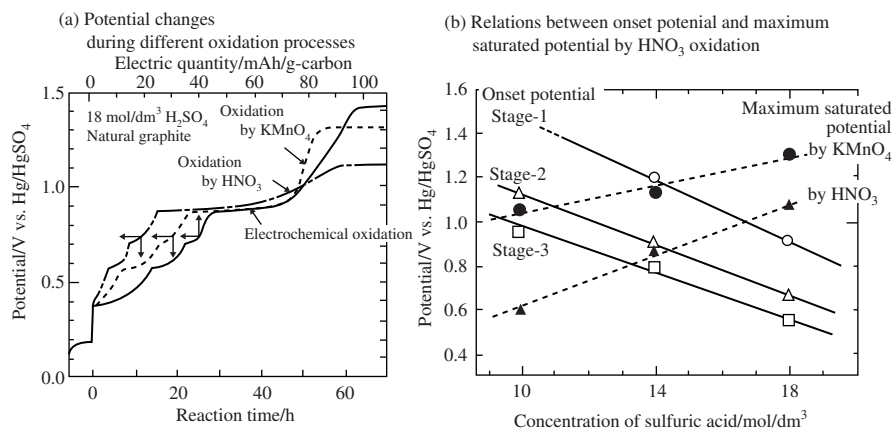 (a) Potential changes
during different oxidation processes
Electric quantity/mAh/g-carbon
0 20 40 60 80 100
1.5
1.0
0.5
0.0
Potential/V vs. Hg/HgSO4
18 mol/dm3 H2SO4
Natural graphite
Oxidation
by KMnO4
Oxidation
by HNO3
Electrochemical oxidation
0 20 40 60
Reaction time/h
(b) Relations between onset potenial and maximum
saturated potential by HNO3 oxidation
1.6
1.4
1.2
1.0
0.8
0.6
0.4
Potential/V vs. Hg/HgSO4
Onset potential
Stage-1
Stage-2
Stage-3
Maximum saturated
potential
by KMnO4
by HNO3
10 14 18
Concentration of sulfuric acid/mol/dm3